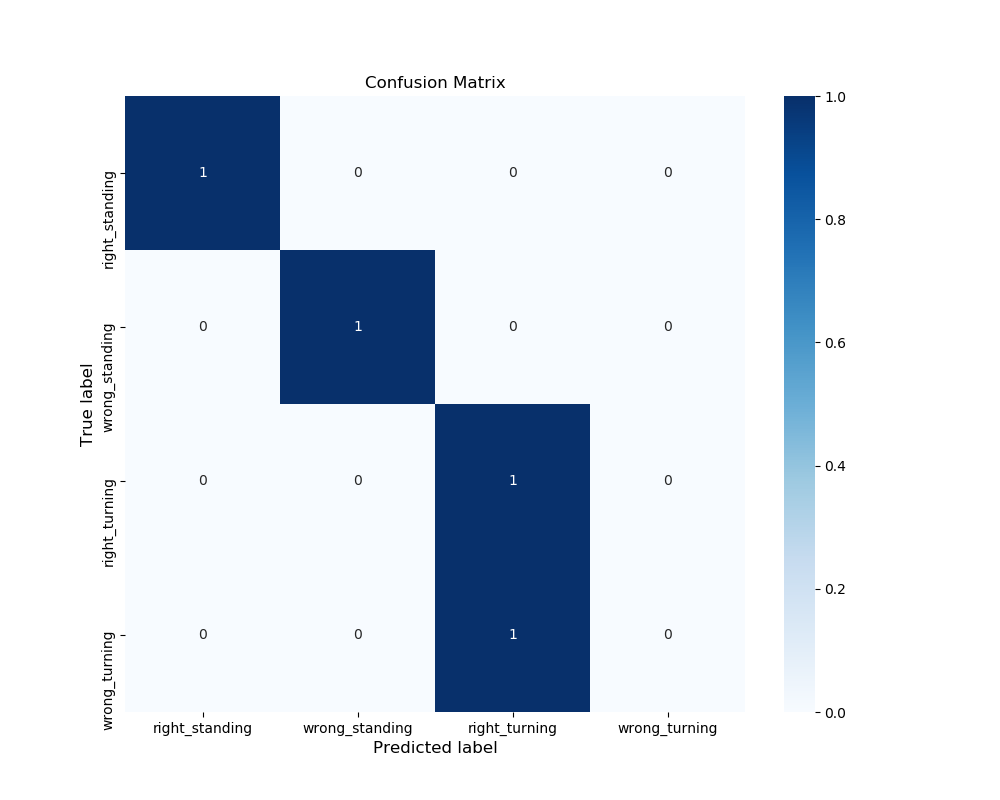 Confusion Matrix
True label
right_standing
1 0 0 0
wrong_standing
0 1 0 0
right_turning
0 0 1 0
wrong_turning
0 0 1 0
right_standing wrong_standing right_turning wrong_turning
Predicted label
1.0
0.8
0.6
0.4
0.2
0.0